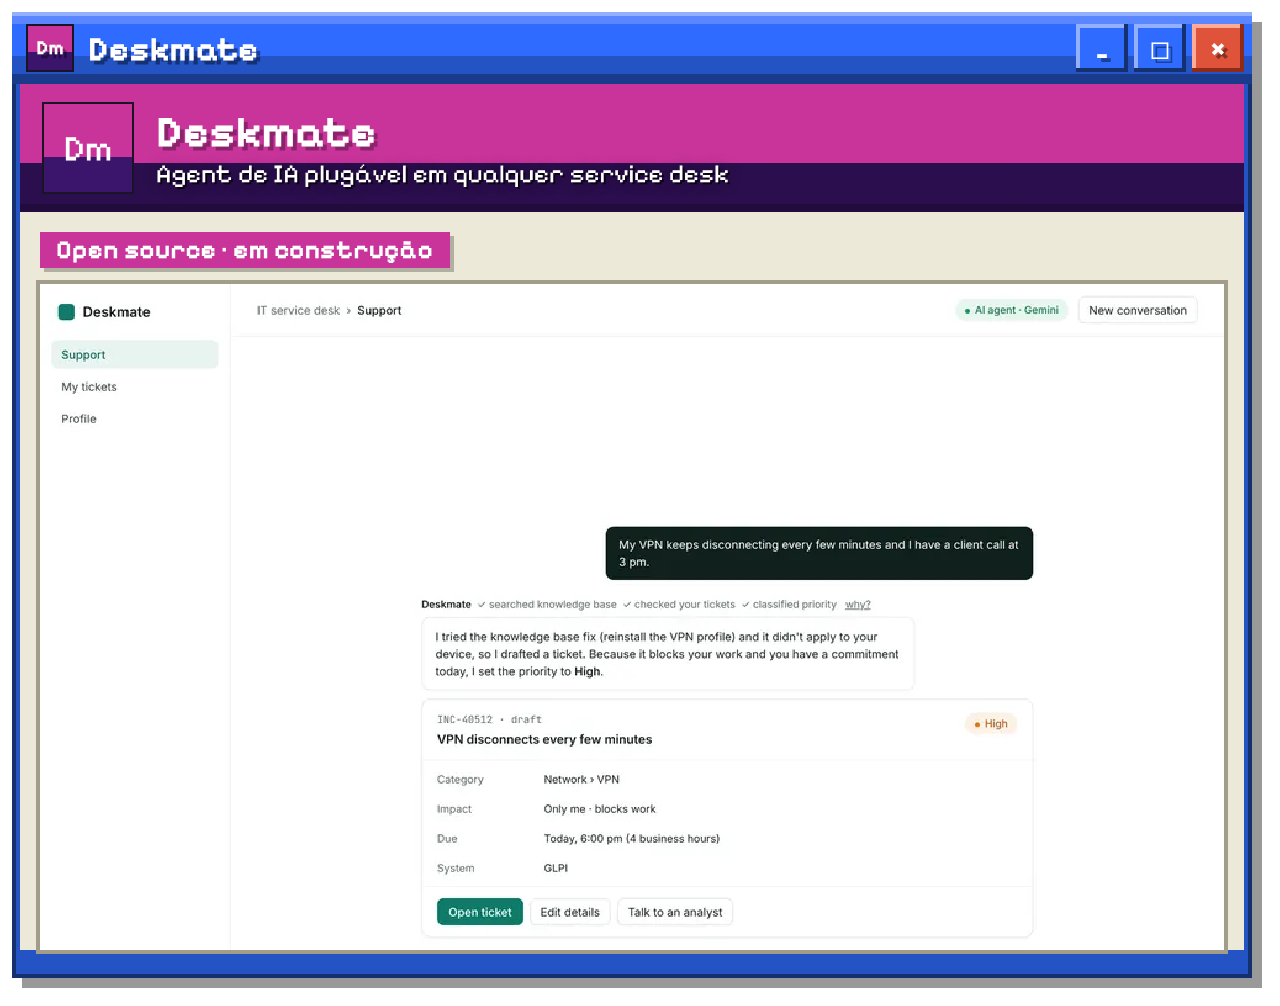 Dm
Deskmate
Dm
Deskmate
Agent de IA plugável em qualquer service desk
Open source · em construção
Deskmate
IT service desk › Support
AI agent · Gemini
New conversation
Support
My tickets
Profile
My VPN keeps disconnecting every few minutes and I have a client call at
3 pm.
Deskmate ✓ searched knowledge base ✓ checked your tickets ✓ classified priority why?
I tried the knowledge base fix (reinstall the VPN profile) and it didn't apply to your
device, so I drafted a ticket. Because it blocks your work and you have a commitment
today, I set the priority to High.
INC-40512 • draft
High
VPN disconnects every few minutes
Category Network › VPN
Impact Only me · blocks work
Due Today, 6:00 pm (4 business hours)
System GLPI
Open ticket
Edit details
Talk to an analyst